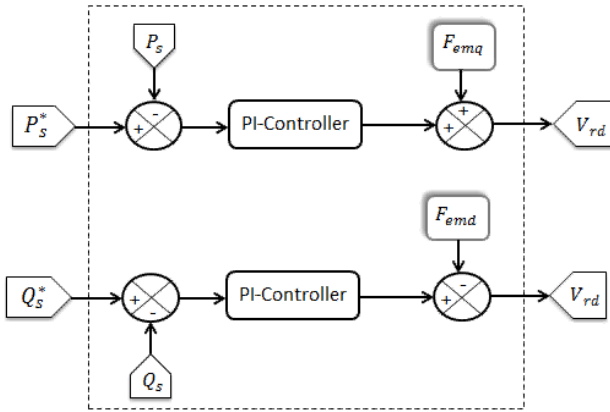 P_s
F_emq
-
+
P_s^*
+
PI-Controller
+
V_rd
F_emd
Q_s^*
+
-
PI-Controller
+
-
V_rd
Q_s